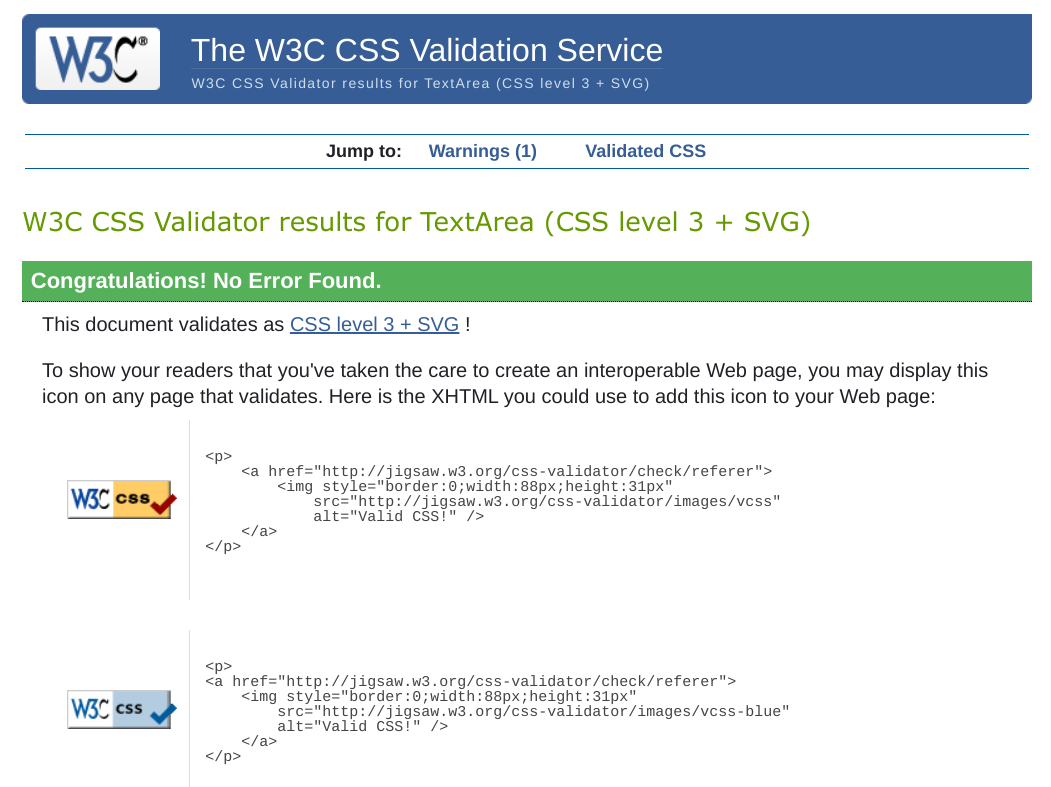 W3C®
The W3C CSS Validation Service
W3C CSS Validator results for TextArea (CSS level 3 + SVG)
Jump to: Warnings (1) Validated CSS
W3C CSS Validator results for TextArea (CSS level 3 + SVG)
Congratulations! No Error Found.
This document validates as CSS level 3 + SVG !
To show your readers that you've taken the care to create an interoperable Web page, you may display this
icon on any page that validates. Here is the XHTML you could use to add this icon to your Web page:
W3C css
<p>
    <a href="http://jigsaw.w3.org/css-validator/check/referer">
        <img style="border:0;width:88px;height:31px"
            src="http://jigsaw.w3.org/css-validator/images/vcss"
            alt="Valid CSS!" />
    </a>
</p>
W3C css
<p>
<a href="http://jigsaw.w3.org/css-validator/check/referer">
    <img style="border:0;width:88px;height:31px"
        src="http://jigsaw.w3.org/css-validator/images/vcss-blue"
        alt="Valid CSS!" />
    </a>
</p>